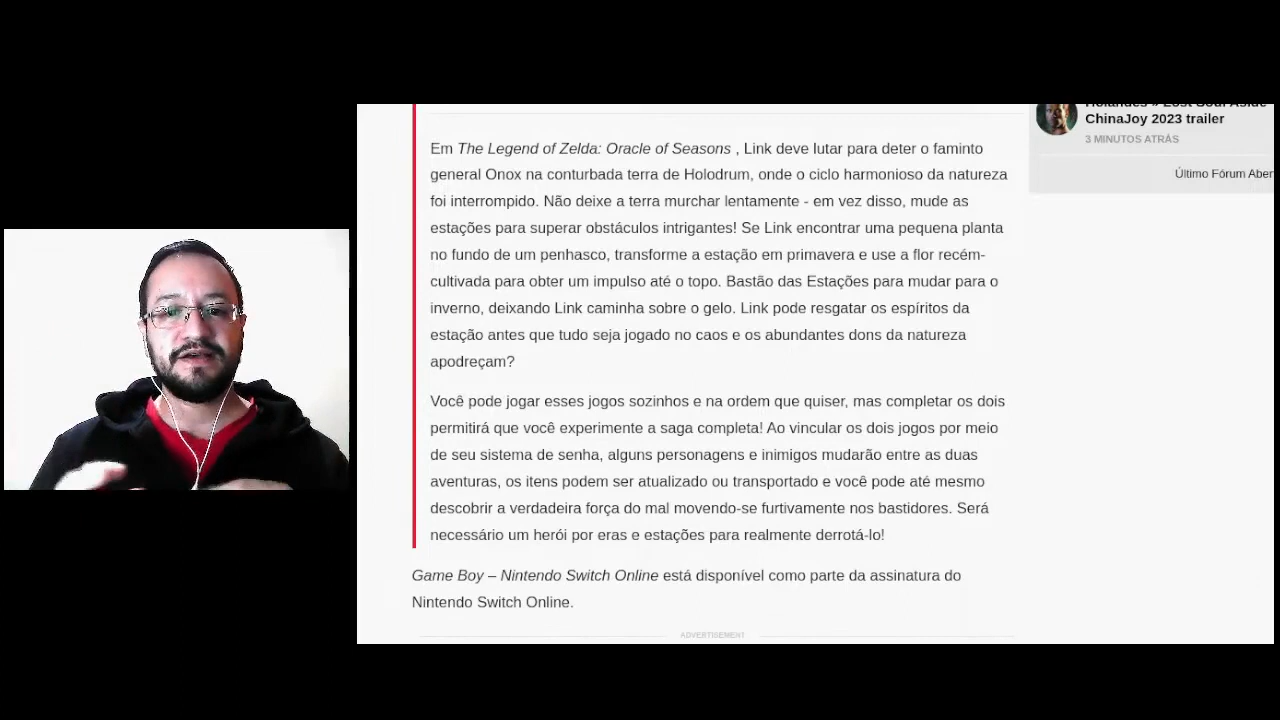 Em The Legend of Zelda: Oracle of Seasons , Link deve lutar para deter o faminto
general Onox na conturbada terra de Holodrum, onde o ciclo harmonioso da natureza
foi interrompido. Não deixe a terra murchar lentamente - em vez disso, mude as
estações para superar obstáculos intrigantes! Se Link encontrar uma pequena planta
no fundo de um penhasco, transforme a estação em primavera e use a flor recém-
cultivada para obter um impulso até o topo. Bastão das Estações para mudar para o
inverno, deixando Link caminha sobre o gelo. Link pode resgatar os espíritos da
estação antes que tudo seja jogado no caos e os abundantes dons da natureza
apodreçam?
Você pode jogar esses jogos sozinhos e na ordem que quiser, mas completar os dois
permitirá que você experimente a saga completa! Ao vincular os dois jogos por meio
de seu sistema de senha, alguns personagens e inimigos mudarão entre as duas
aventuras, os itens podem ser atualizado ou transportado e você pode até mesmo
descobrir a verdadeira força do mal movendo-se furtivamente nos bastidores. Será
necessário um herói por eras e estações para realmente derrotá-lo!
Game Boy – Nintendo Switch Online está disponível como parte da assinatura do
Nintendo Switch Online.
ADVERTISEMENT
Holandês » Lost Soul Aside
ChinaJoy 2023 trailer
3 MINUTOS ATRÁS
Último Fórum Aber